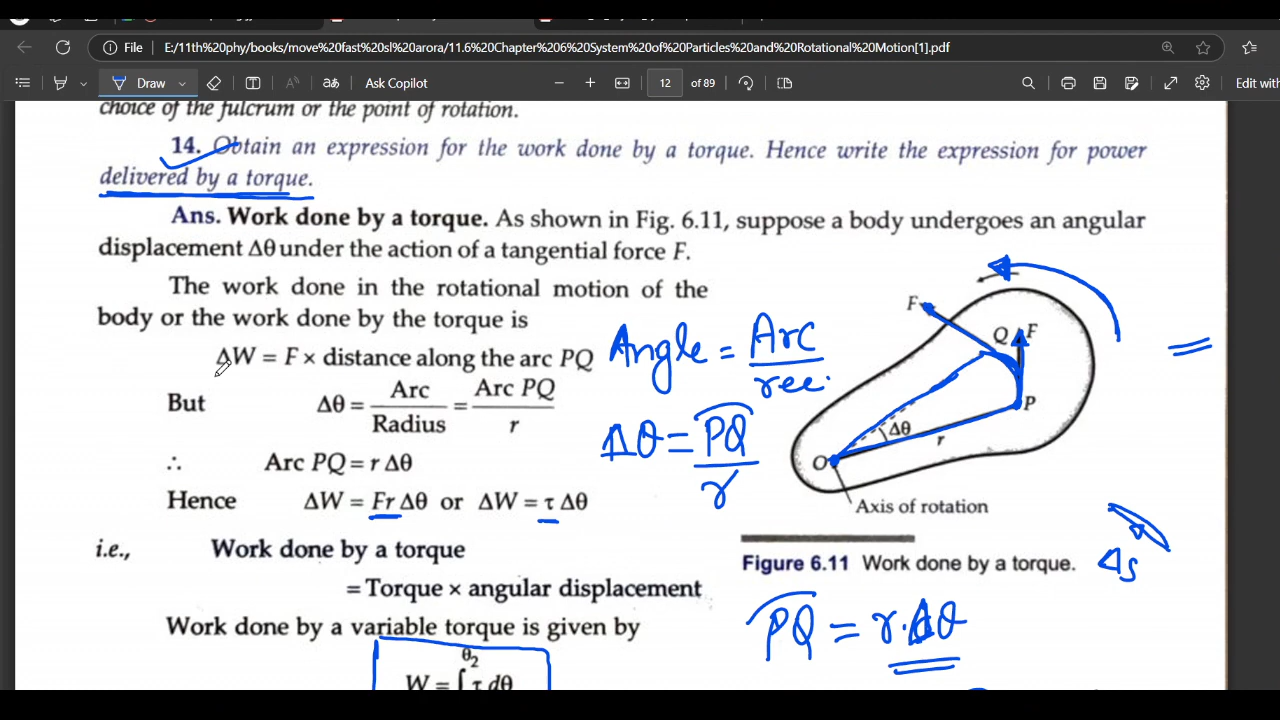 File E:/11th%20phy/books/move%20fast%20sl%20arora/11.6%20Chapter%206%20System%20of%20Particles%20and%20Rotational%20Motion[1].pdf
Draw aあ Ask Copilot 12 of 89 Edit with
choice of the fulcrum or the point of rotation.
14. Obtain an expression for the work done by a torque. Hence write the expression for power
delivered by a torque.
Ans. Work done by a torque. As shown in Fig. 6.11, suppose a body undergoes an angular
displacement Δθ under the action of a tangential force F.
The work done in the rotational motion of the
body or the work done by the torque is
ΔW = F × distance along the arc PQ
But Δθ = Arc / Radius = Arc PQ / r
∴ Arc PQ = r Δθ
Hence ΔW = Fr Δθ or ΔW = τ Δθ
i.e., Work done by a torque
= Torque × angular displacement
Work done by a variable torque is given by
W = ∫ τ dθ
θ2
Angle = Arc /
Δθ = PQ / r
F
Q
F
P
Δθ
r
O
Axis of rotation
=
Figure 6.11 Work done by a torque.
Δs
PQ = r.Δθ